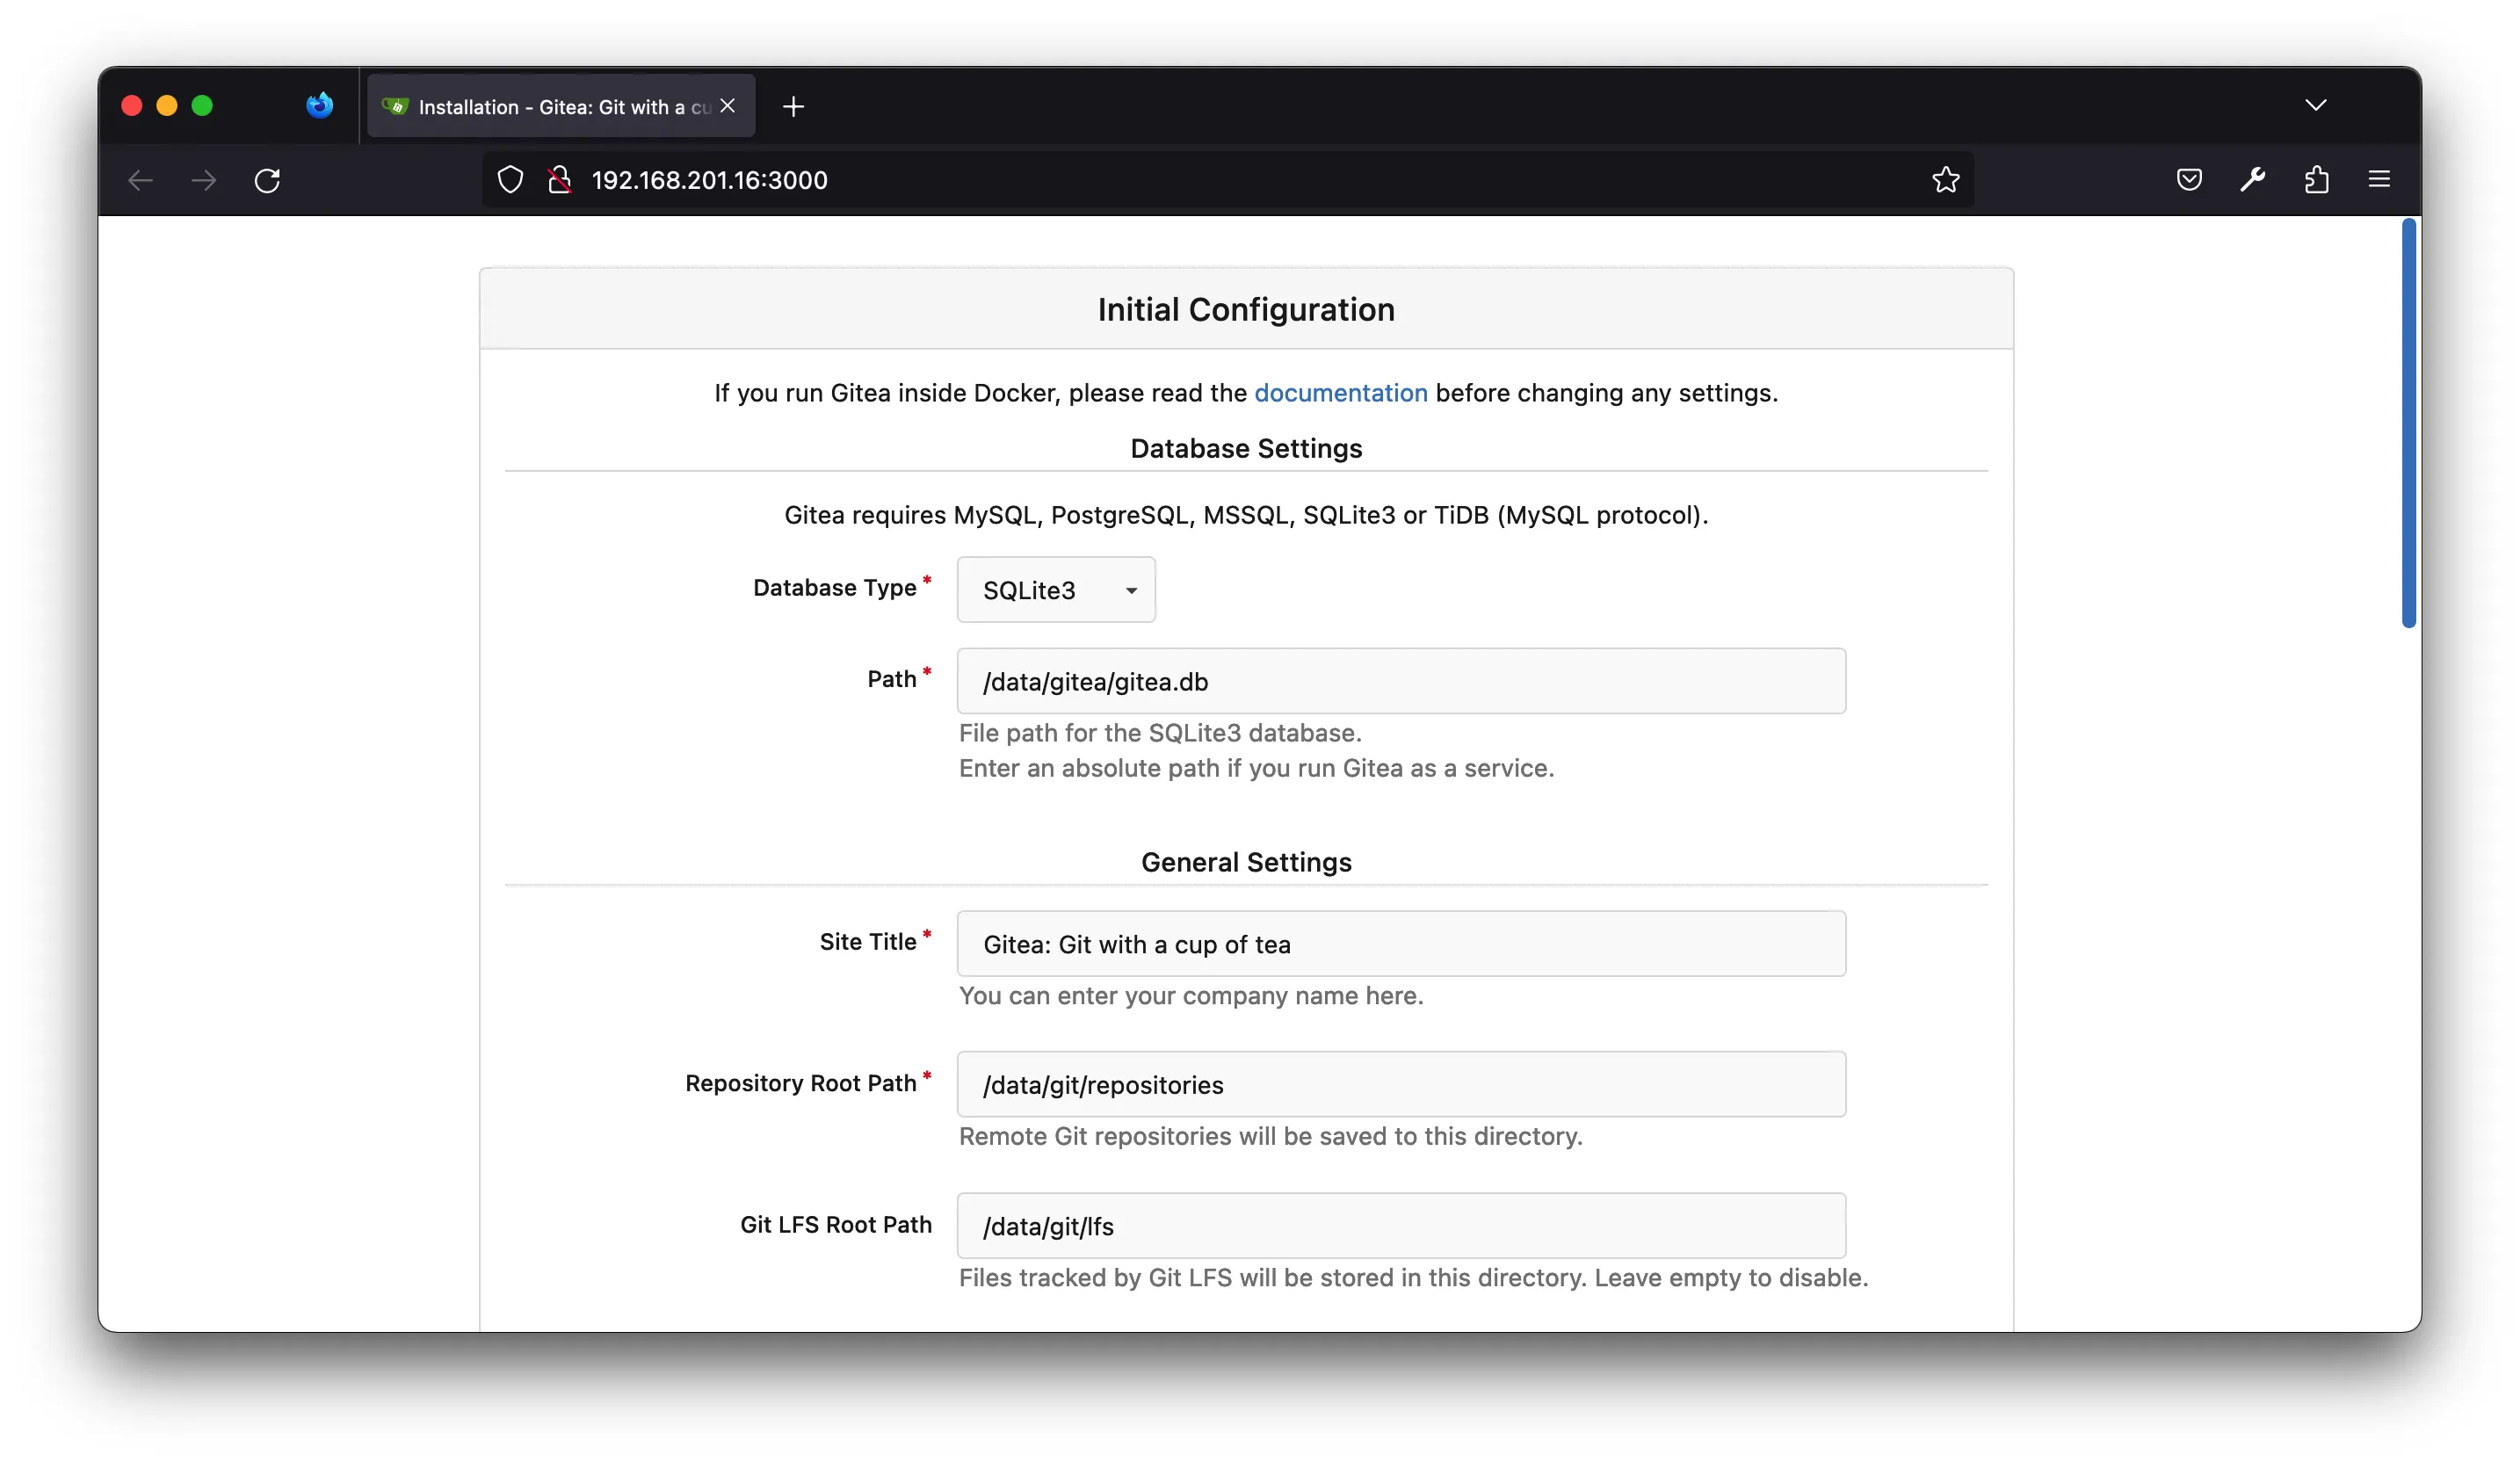 Installation - Gitea: Git with a cu
192.168.201.16:3000
Initial Configuration
If you run Gitea inside Docker, please read the documentation before changing any settings.
Database Settings
Gitea requires MySQL, PostgreSQL, MSSQL, SQLite3 or TiDB (MySQL protocol).
Database Type * SQLite3
Path * /data/gitea/gitea.db
File path for the SQLite3 database.
Enter an absolute path if you run Gitea as a service.
General Settings
Site Title * Gitea: Git with a cup of tea
You can enter your company name here.
Repository Root Path * /data/git/repositories
Remote Git repositories will be saved to this directory.
Git LFS Root Path /data/git/lfs
Files tracked by Git LFS will be stored in this directory. Leave empty to disable.